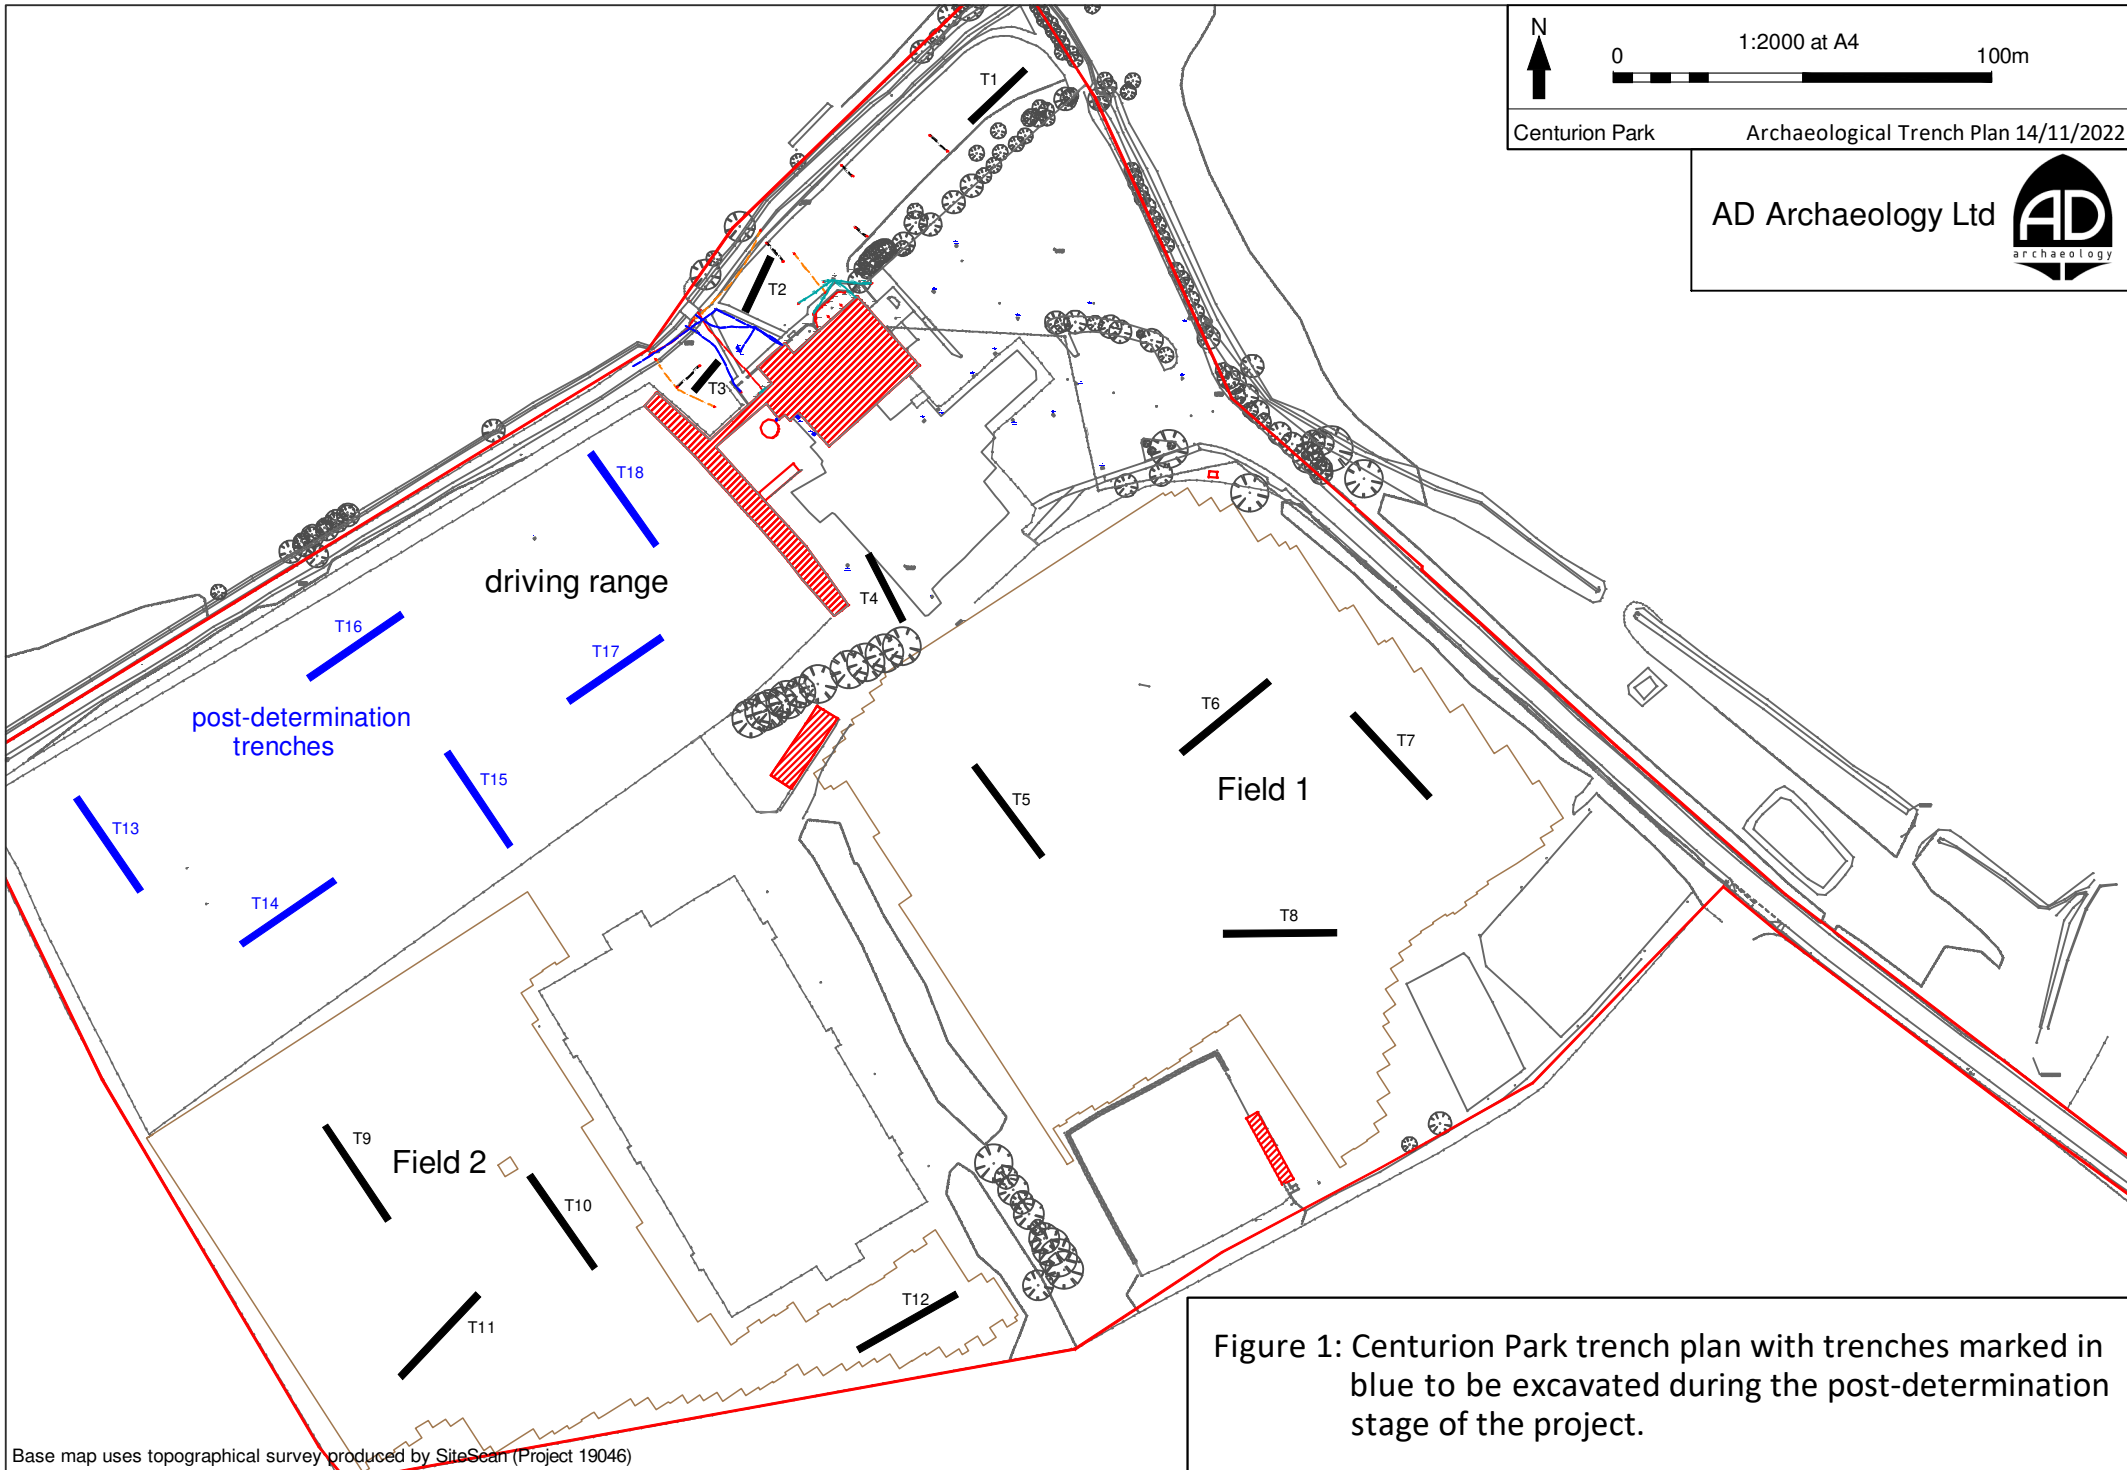 N
0
1:2000 at A4
100m
Centurion Park
Archaeological Trench Plan 14/11/2022
AD Archaeology Ltd
AD
archaeology
T1
T2
T3
T18
driving range
T4
T16
T17
post-determination
trenches
T6
T7
T15
Field 1
T5
T13
T14
T8
T9
Field 2
T10
T12
T11
Figure 1: Centurion Park trench plan with trenches marked in
blue to be excavated during the post-determination
stage of the project.
Base map uses topographical survey produced by SiteScan (Project 19046)